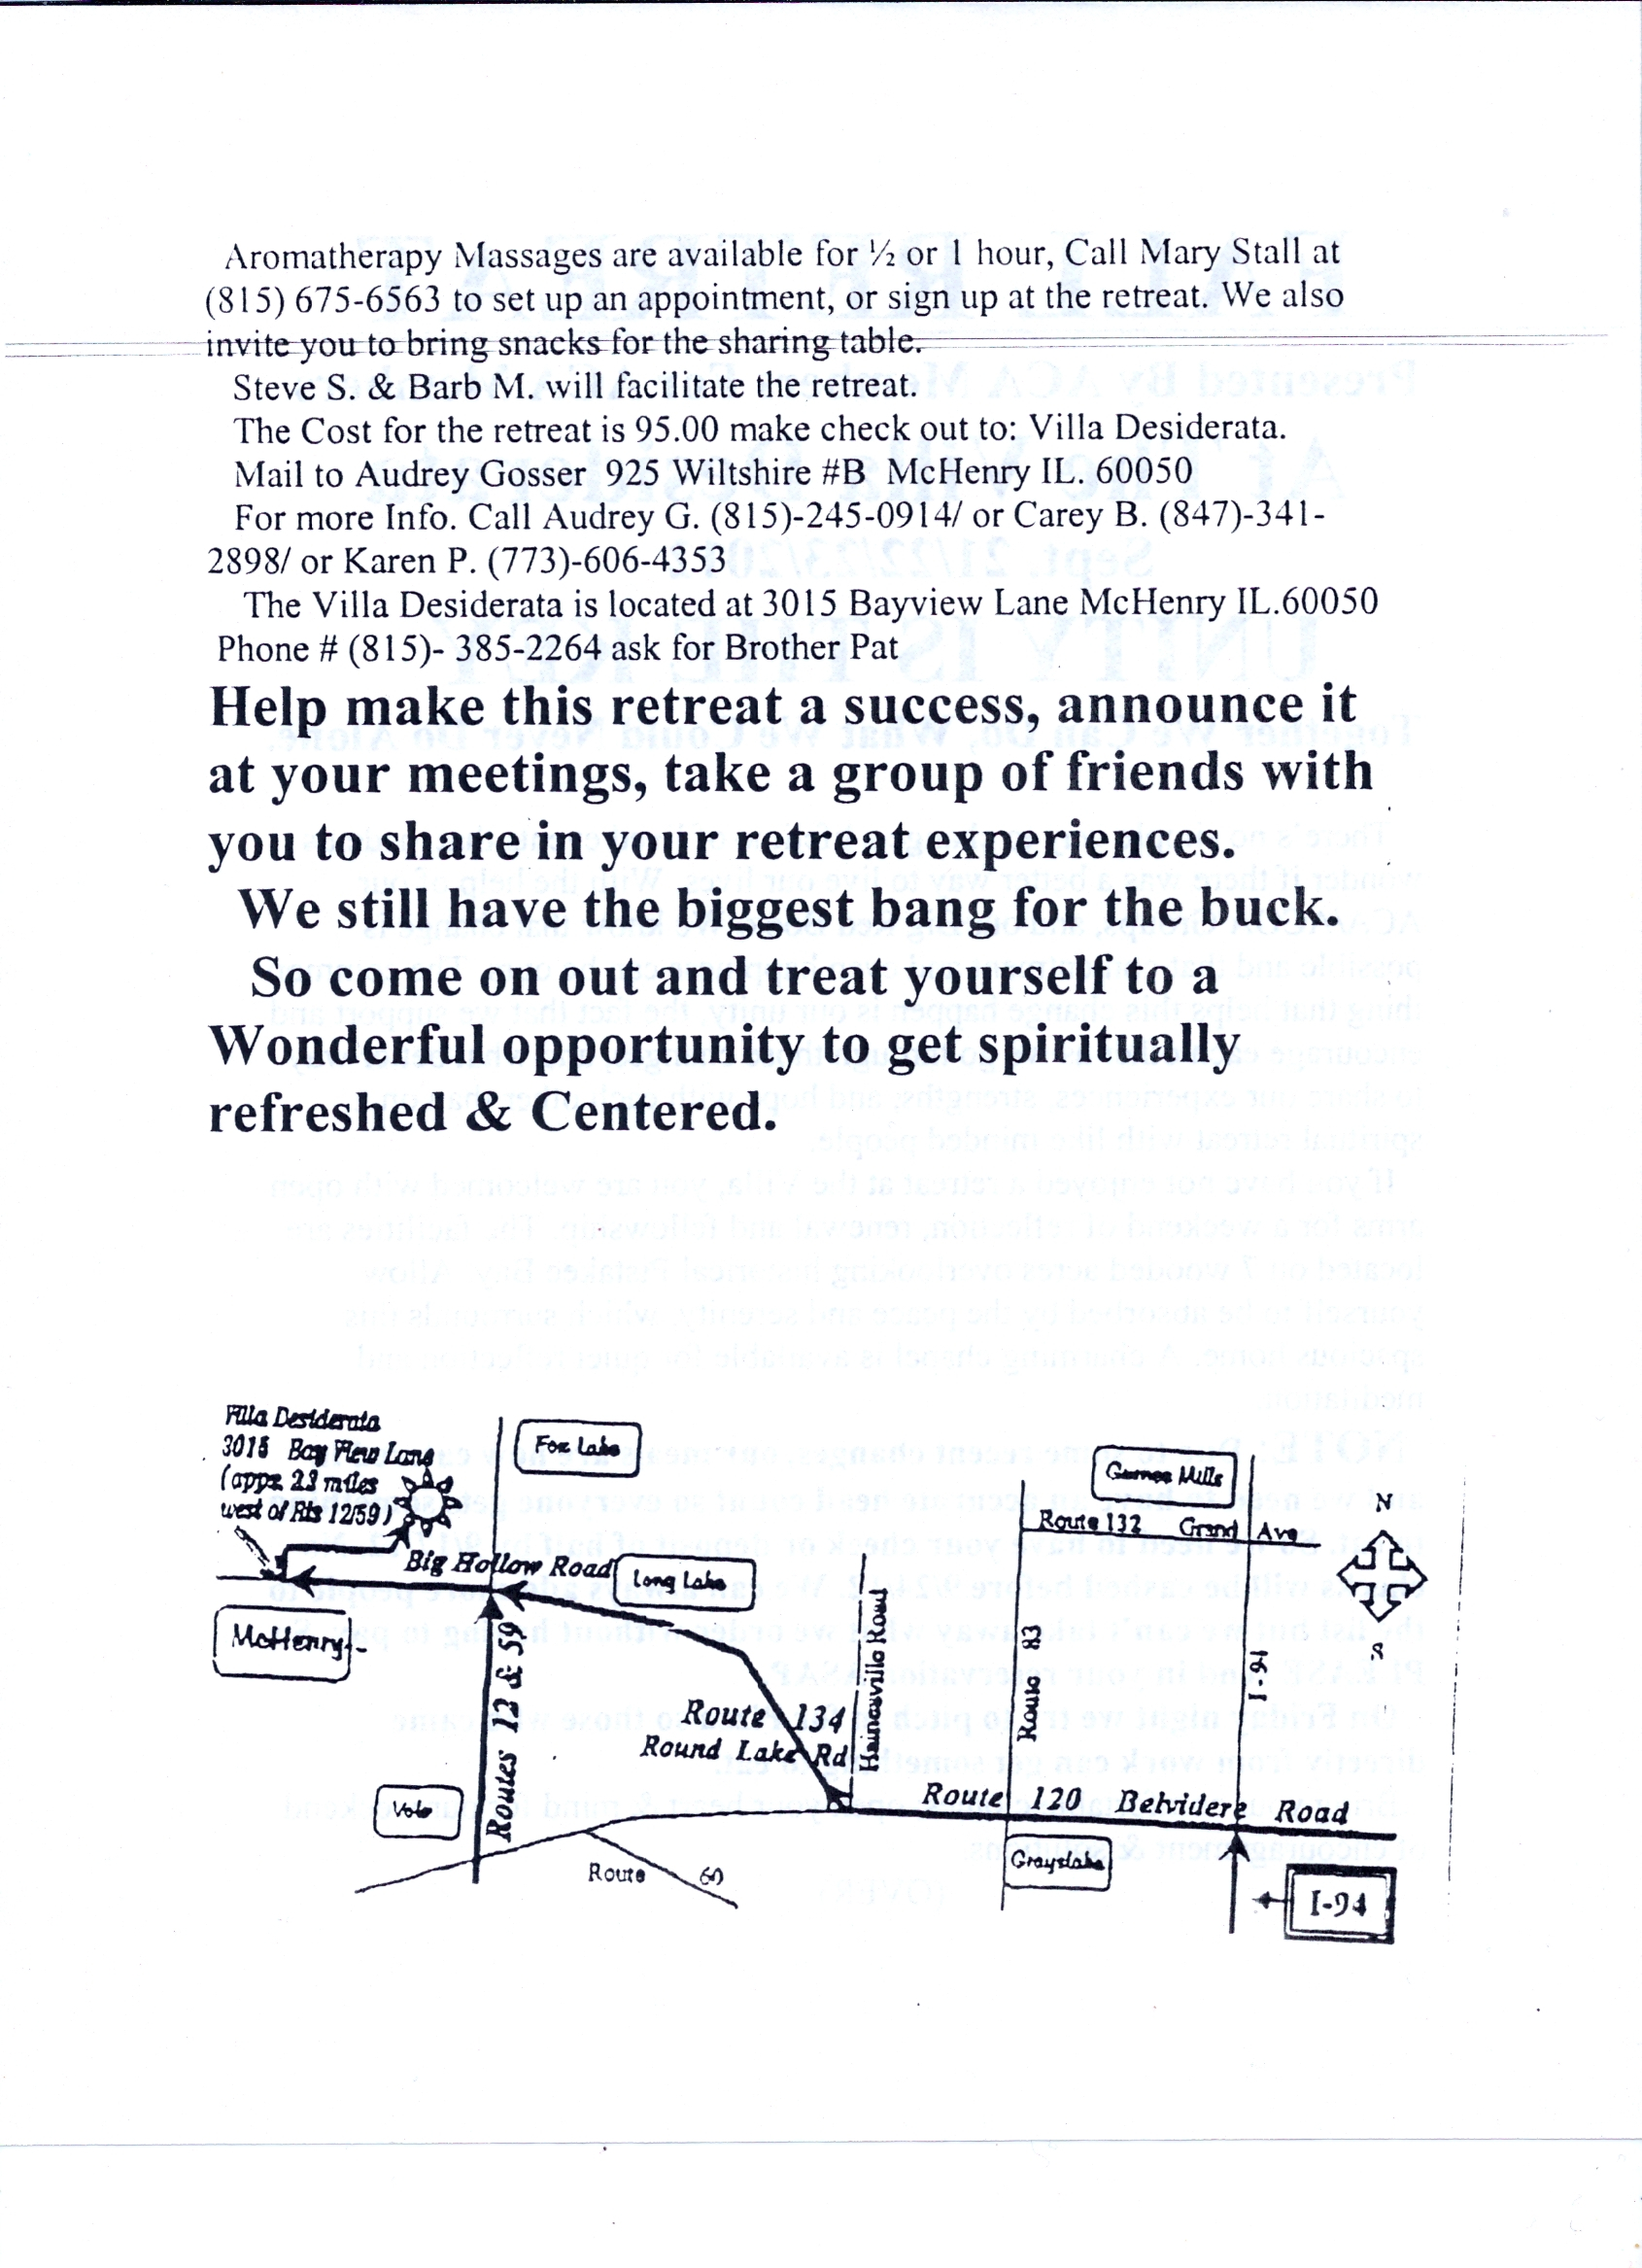 Aromatherapy Massages are available for ½ or 1 hour, Call Mary Stall at
(815) 675-6563 to set up an appointment, or sign up at the retreat. We also
invite you to bring snacks for the sharing table.
Steve S. & Barb M. will facilitate the retreat.
The Cost for the retreat is 95.00 make check out to: Villa Desiderata.
Mail to Audrey Gosser 925 Wiltshire #B McHenry IL. 60050
For more Info. Call Audrey G. (815)-245-0914/ or Carey B. (847)-341-
2898/ or Karen P. (773)-606-4353
The Villa Desiderata is located at 3015 Bayview Lane McHenry IL.60050
Phone # (815)- 385-2264 ask for Brother Pat
Help make this retreat a success, announce it
at your meetings, take a group of friends with
you to share in your retreat experiences.
We still have the biggest bang for the buck.
So come on out and treat yourself to a
Wonderful opportunity to get spiritually
refreshed & Centered.
Villa Desiderata
3015 Bay View Lane
(appx. 2.3 miles
west of Rts 12/59)
Fox Lake
Gurnee Mills
Route 132 Grand Ave
N
Big Hollow Road
Long Lake
McHenry
Routes 12 & 59
Hainesville Road
Route 83
I-94
S
Route 134
Round Lake Rd
Volo
Route 120 Belvidere Road
Route 60
Grayslake
I-94